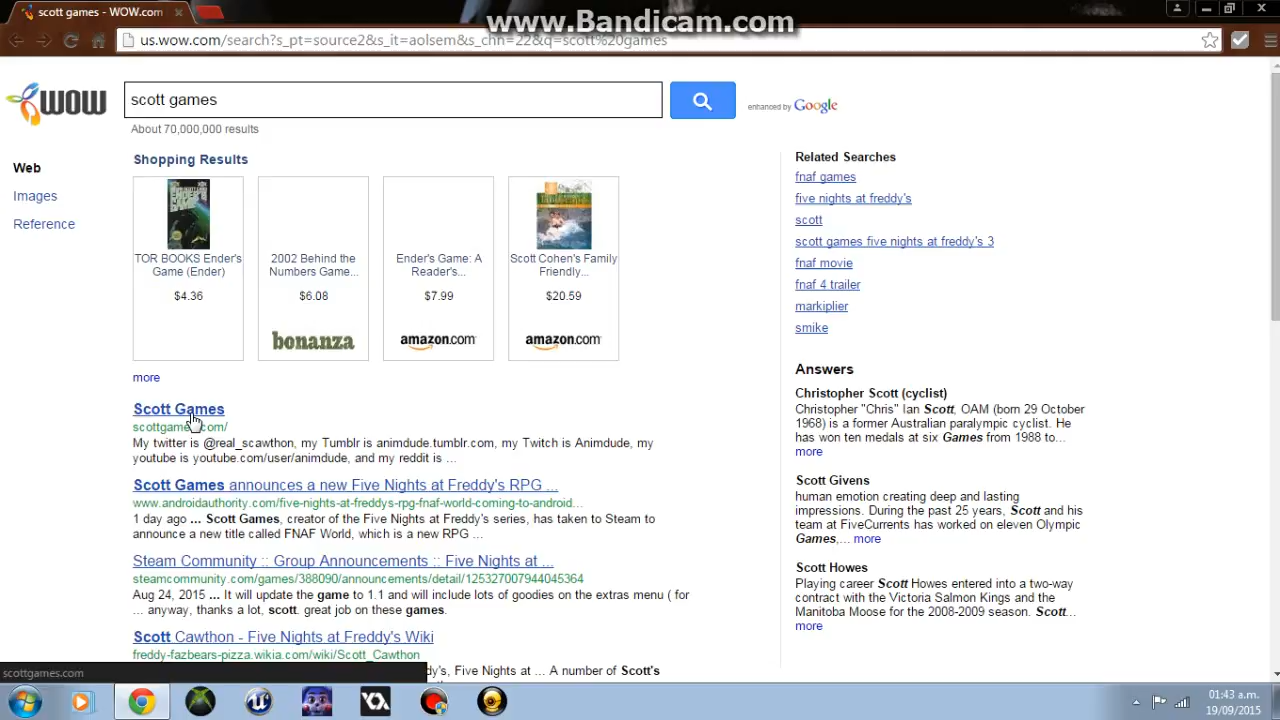 scott games - WOW.com
www.Bandicam.com
us.wow.com/search?s_pt=source2&s_it=aolsem&s_chn=22&q=scott%20games
WOW
scott games
enhanced by Google
About 70,000,000 results
Web
Images
Reference
Shopping Results
TOR BOOKS Ender's
Game (Ender)
$4.36
2002 Behind the
Numbers Game...
$6.08
bonanza
Ender's Game: A
Reader's...
$7.99
amazon.com
Scott Cohen's Family
Friendly...
$20.59
amazon.com
more
Scott Games
My twitter is @real_scawthon, my Tumblr is animdude.tumblr.com, my Twitch is Animdude, my
youtube is youtube.com/user/animdude, and my reddit is ...
Scott Games announces a new Five Nights at Freddy's RPG ...
www.androidauthority.com/five-nights-at-freddys-rpg-fnaf-world-coming-to-android...
1 day ago ... Scott Games, creator of the Five Nights at Freddy's series, has taken to Steam to
announce a new title called FNAF World, which is a new RPG ...
Steam Community :: Group Announcements :: Five Nights at ...
steamcommunity.com/games/388090/announcements/detail/125327007944045364
Aug 24, 2015 ... It will update the game to 1.1 and will include lots of goodies on the extras menu ( for
... anyway, thanks a lot, scott. great job on these games.
Scott Cawthon - Five Nights at Freddy's Wiki
freddy-fazbears-pizza.wikia.com/wiki/Scott_Cawthon
dy's, Five Nights at ... A number of Scott's
Related Searches
fnaf games
five nights at freddy's
scott
scott games five nights at freddy's 3
fnaf movie
fnaf 4 trailer
markiplier
smike
Answers
Christopher Scott (cyclist)
Christopher "Chris" Ian Scott, OAM (born 29 October
1968) is a former Australian paralympic cyclist. He
has won ten medals at six Games from 1988 to...
more
Scott Givens
human emotion creating deep and lasting
impressions. During the past 25 years, Scott and his
team at FiveCurrents has worked on eleven Olympic
Games,... more
Scott Howes
Playing career Scott Howes entered into a two-way
contract with the Victoria Salmon Kings and the
Manitoba Moose for the 2008-2009 season. Scott...
more
scottgames.com
01:43 a.m.
19/09/2015